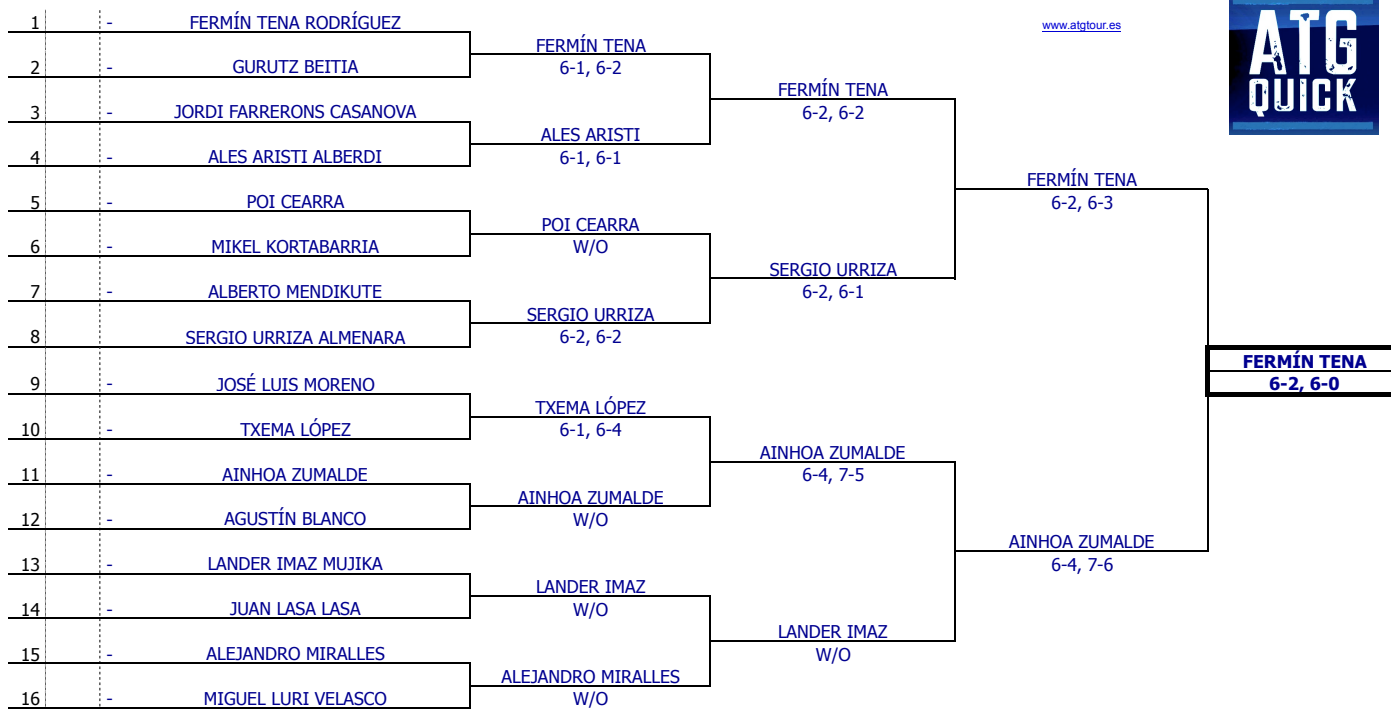 www.atgtour.es
ATG
QUICK
1 - FERMÍN TENA RODRÍGUEZ
2 - GURUTZ BEITIA
3 - JORDI FARRERONS CASANOVA
4 - ALES ARISTI ALBERDI
5 - POI CEARRA
6 - MIKEL KORTABARRIA
7 - ALBERTO MENDIKUTE
8 SERGIO URRIZA ALMENARA
9 - JOSÉ LUIS MORENO
10 - TXEMA LÓPEZ
11 - AINHOA ZUMALDE
12 - AGUSTÍN BLANCO
13 - LANDER IMAZ MUJIKA
14 - JUAN LASA LASA
15 - ALEJANDRO MIRALLES
16 - MIGUEL LURI VELASCO
FERMÍN TENA
6-1, 6-2
ALES ARISTI
6-1, 6-1
POI CEARRA
W/O
SERGIO URRIZA
6-2, 6-2
TXEMA LÓPEZ
6-1, 6-4
AINHOA ZUMALDE
W/O
LANDER IMAZ
W/O
ALEJANDRO MIRALLES
W/O
FERMÍN TENA
6-2, 6-2
SERGIO URRIZA
6-2, 6-1
AINHOA ZUMALDE
6-4, 7-5
LANDER IMAZ
W/O
FERMÍN TENA
6-2, 6-3
AINHOA ZUMALDE
6-4, 7-6
FERMÍN TENA
6-2, 6-0